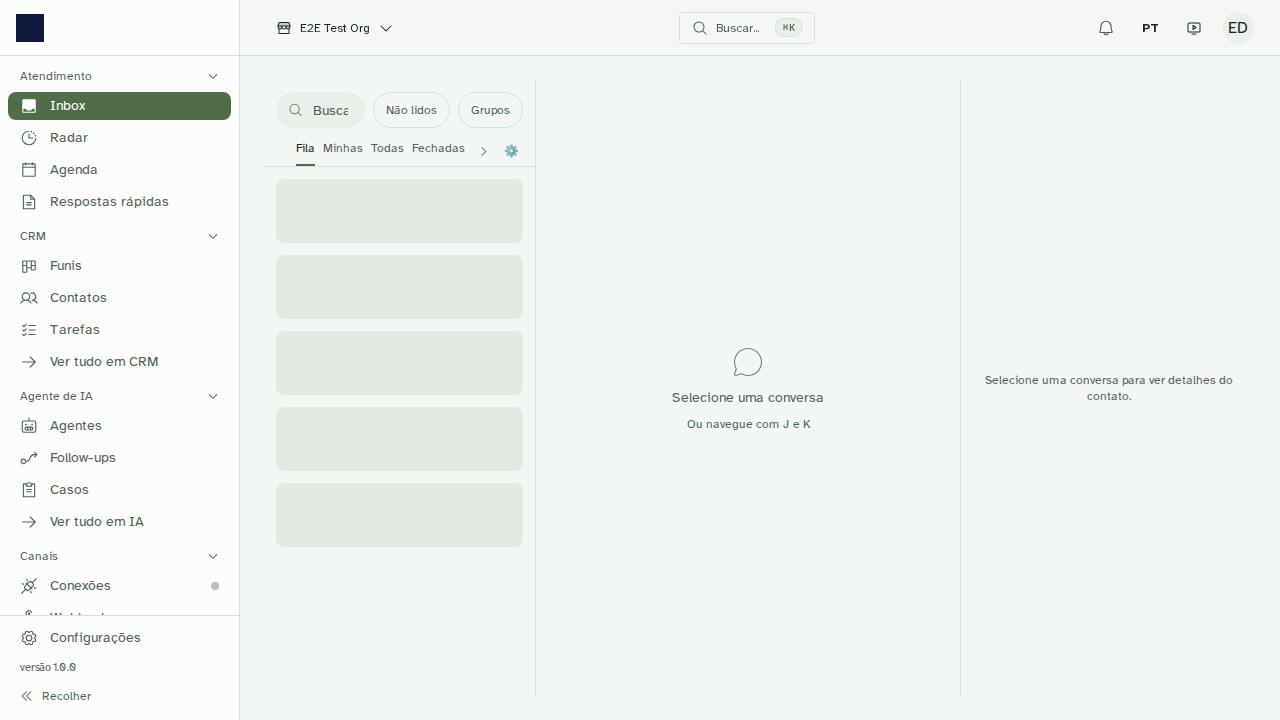 E2E Test Org
Buscar...
⌘K
PT
ED
Atendimento
Inbox
Radar
Agenda
Respostas rápidas
CRM
Funis
Contatos
Tarefas
Ver tudo em CRM
Agente de IA
Agentes
Follow-ups
Casos
Ver tudo em IA
Canais
Conexões
Configurações
versão 1.0.0
Recolher
Não lidos
Grupos
Fila
Minhas
Todas
Fechadas
Selecione uma conversa
Ou navegue com J e K
Selecione uma conversa para ver detalhes do
contato.